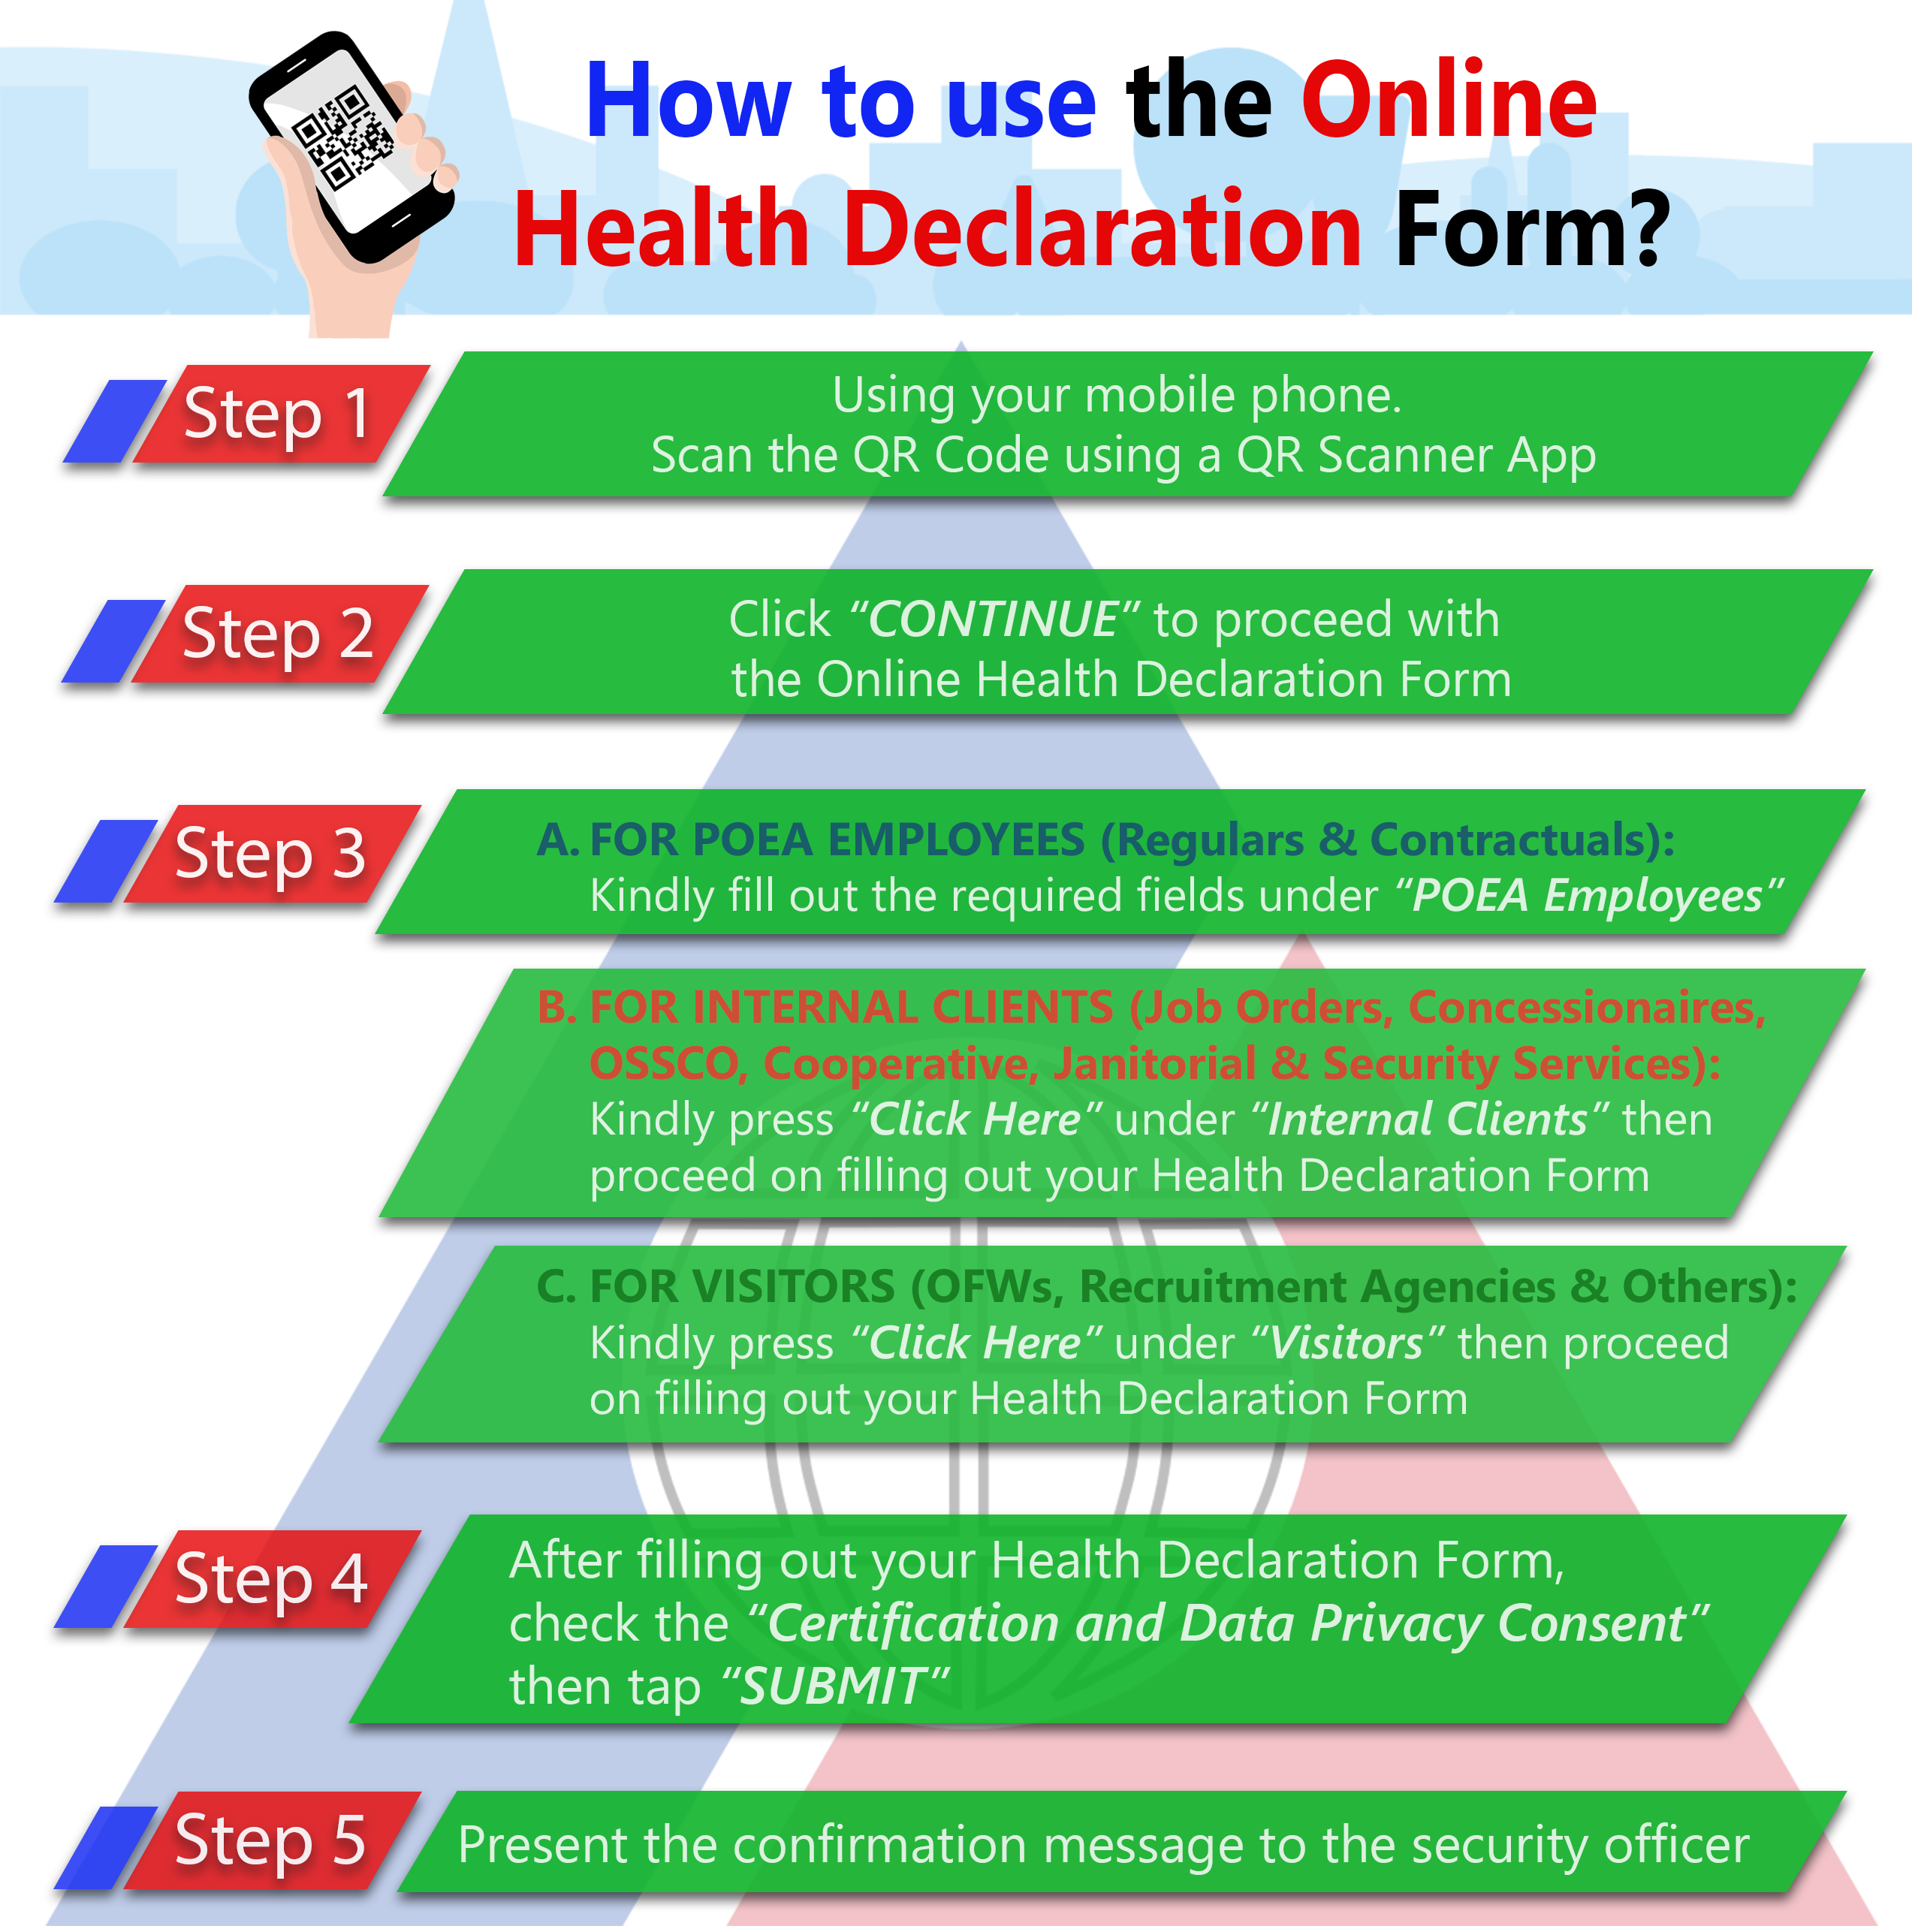 How to use the Online
Health Declaration Form?
Step 1
Using your mobile phone.
Scan the QR Code using a QR Scanner App
Step 2
Click “CONTINUE” to proceed with
the Online Health Declaration Form
Step 3
A. FOR POEA EMPLOYEES (Regulars & Contractuals):
Kindly fill out the required fields under “POEA Employees”
B. FOR INTERNAL CLIENTS (Job Orders, Concessionaires,
OSSCO, Cooperative, Janitorial & Security Services):
Kindly press “Click Here” under “Internal Clients” then
proceed on filling out your Health Declaration Form
C. FOR VISITORS (OFWs, Recruitment Agencies & Others):
Kindly press “Click Here” under “Visitors” then proceed
on filling out your Health Declaration Form
Step 4
After filling out your Health Declaration Form,
check the “Certification and Data Privacy Consent”
then tap “SUBMIT”
Step 5
Present the confirmation message to the security officer